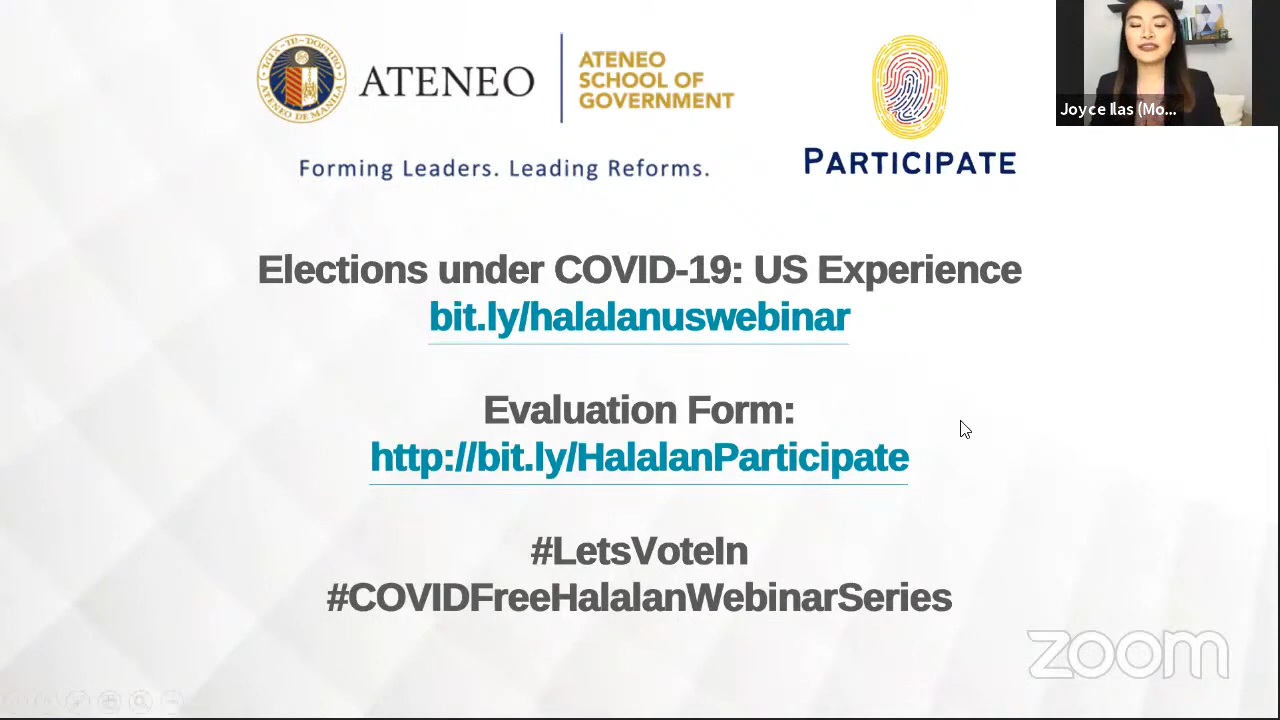 ATENEO
ATENEO
SCHOOL OF
GOVERNMENT
Forming Leaders. Leading Reforms.
PARTICIPATE
Joyce Ilas (Mo...
Elections under COVID-19: US Experience
bit.ly/halalanuswebinar
Evaluation Form:
http://bit.ly/HalalanParticipate
#LetsVoteIn
#COVIDFreeHalalanWebinarSeries
zoom